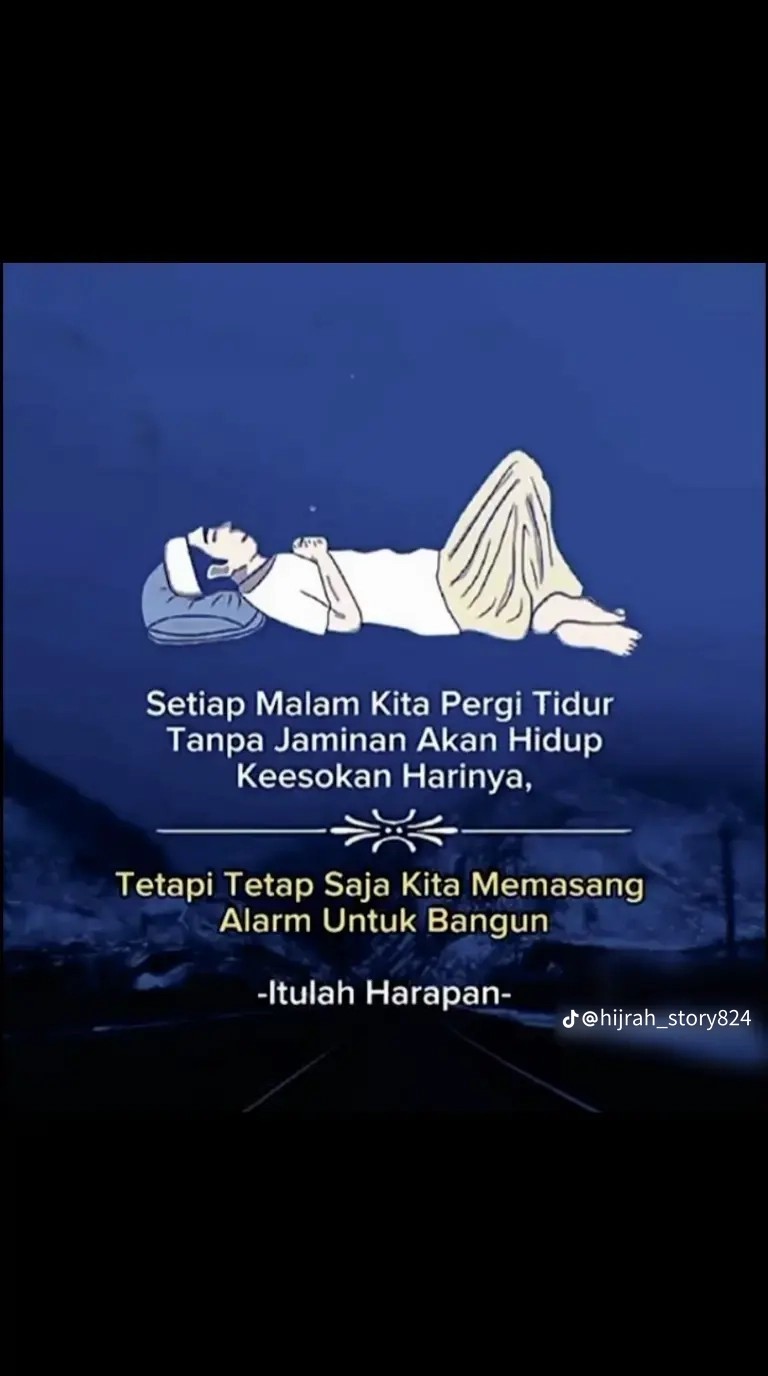 Setiap Malam Kita Pergi Tidur
Tanpa Jaminan Akan Hidup
Keesokan Harinya,
Tetapi Tetap Saja Kita Memasang
Alarm Untuk Bangun
-Itulah Harapan-
@hijrah_story824